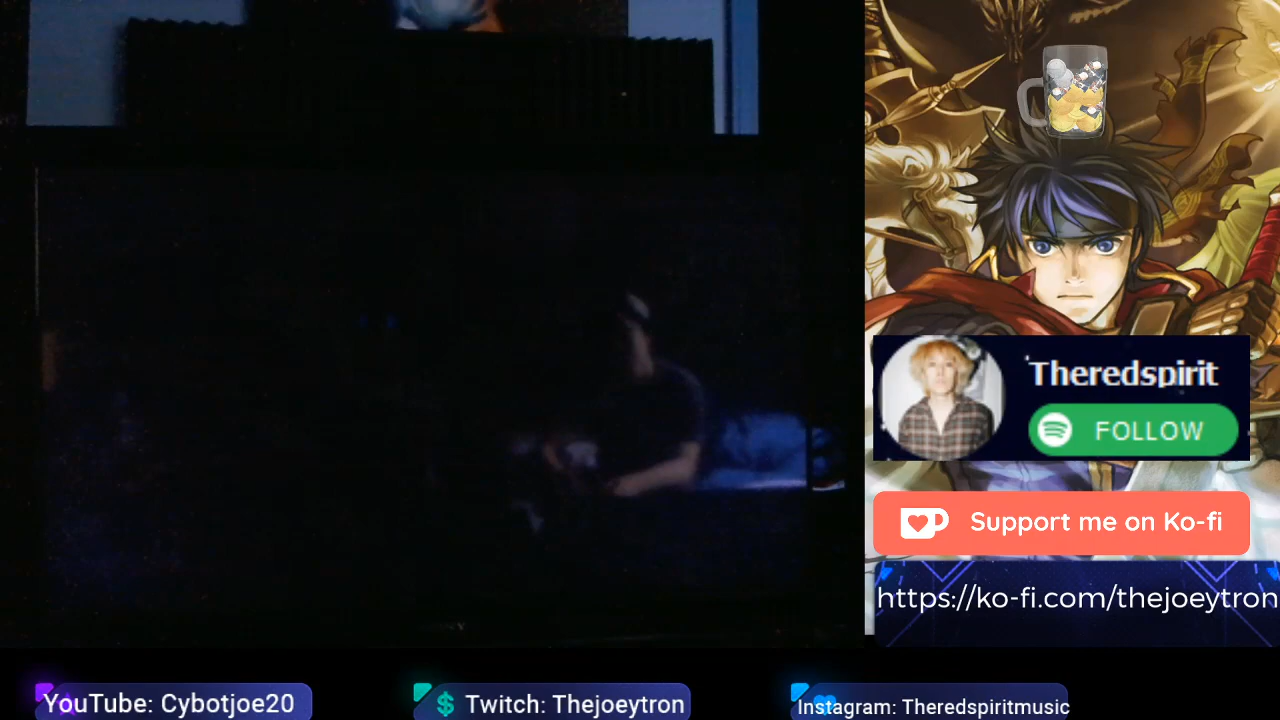 Theredspirit
FOLLOW
Support me on Ko-fi
https://ko-fi.com/thejoeytron
YouTube: Cybotjoe20
$ Twitch: Thejoeytron
Instagram: Theredspiritmusic